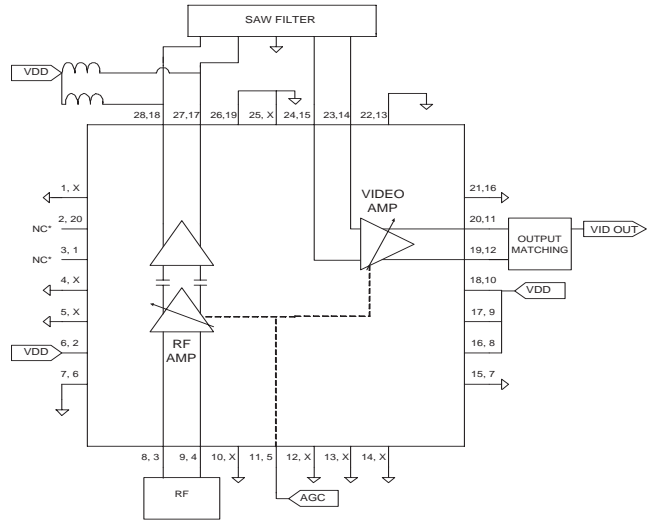 SAW FILTER
VDD
28,18
27,17
26,19
25, X
24,15
23,14
22,13
1, X
2, 20
NC*
3, 1
NC*
4, X
5, X
VDD
6, 2
7, 6
VIDEO
AMP
RF
AMP
21,16
20,11
VID OUT
OUTPUT
MATCHING
19,12
18,10
VDD
17, 9
16, 8
15, 7
8, 3
9, 4
10, X
11, 5
12, X
13, X
14, X
RF
AGC